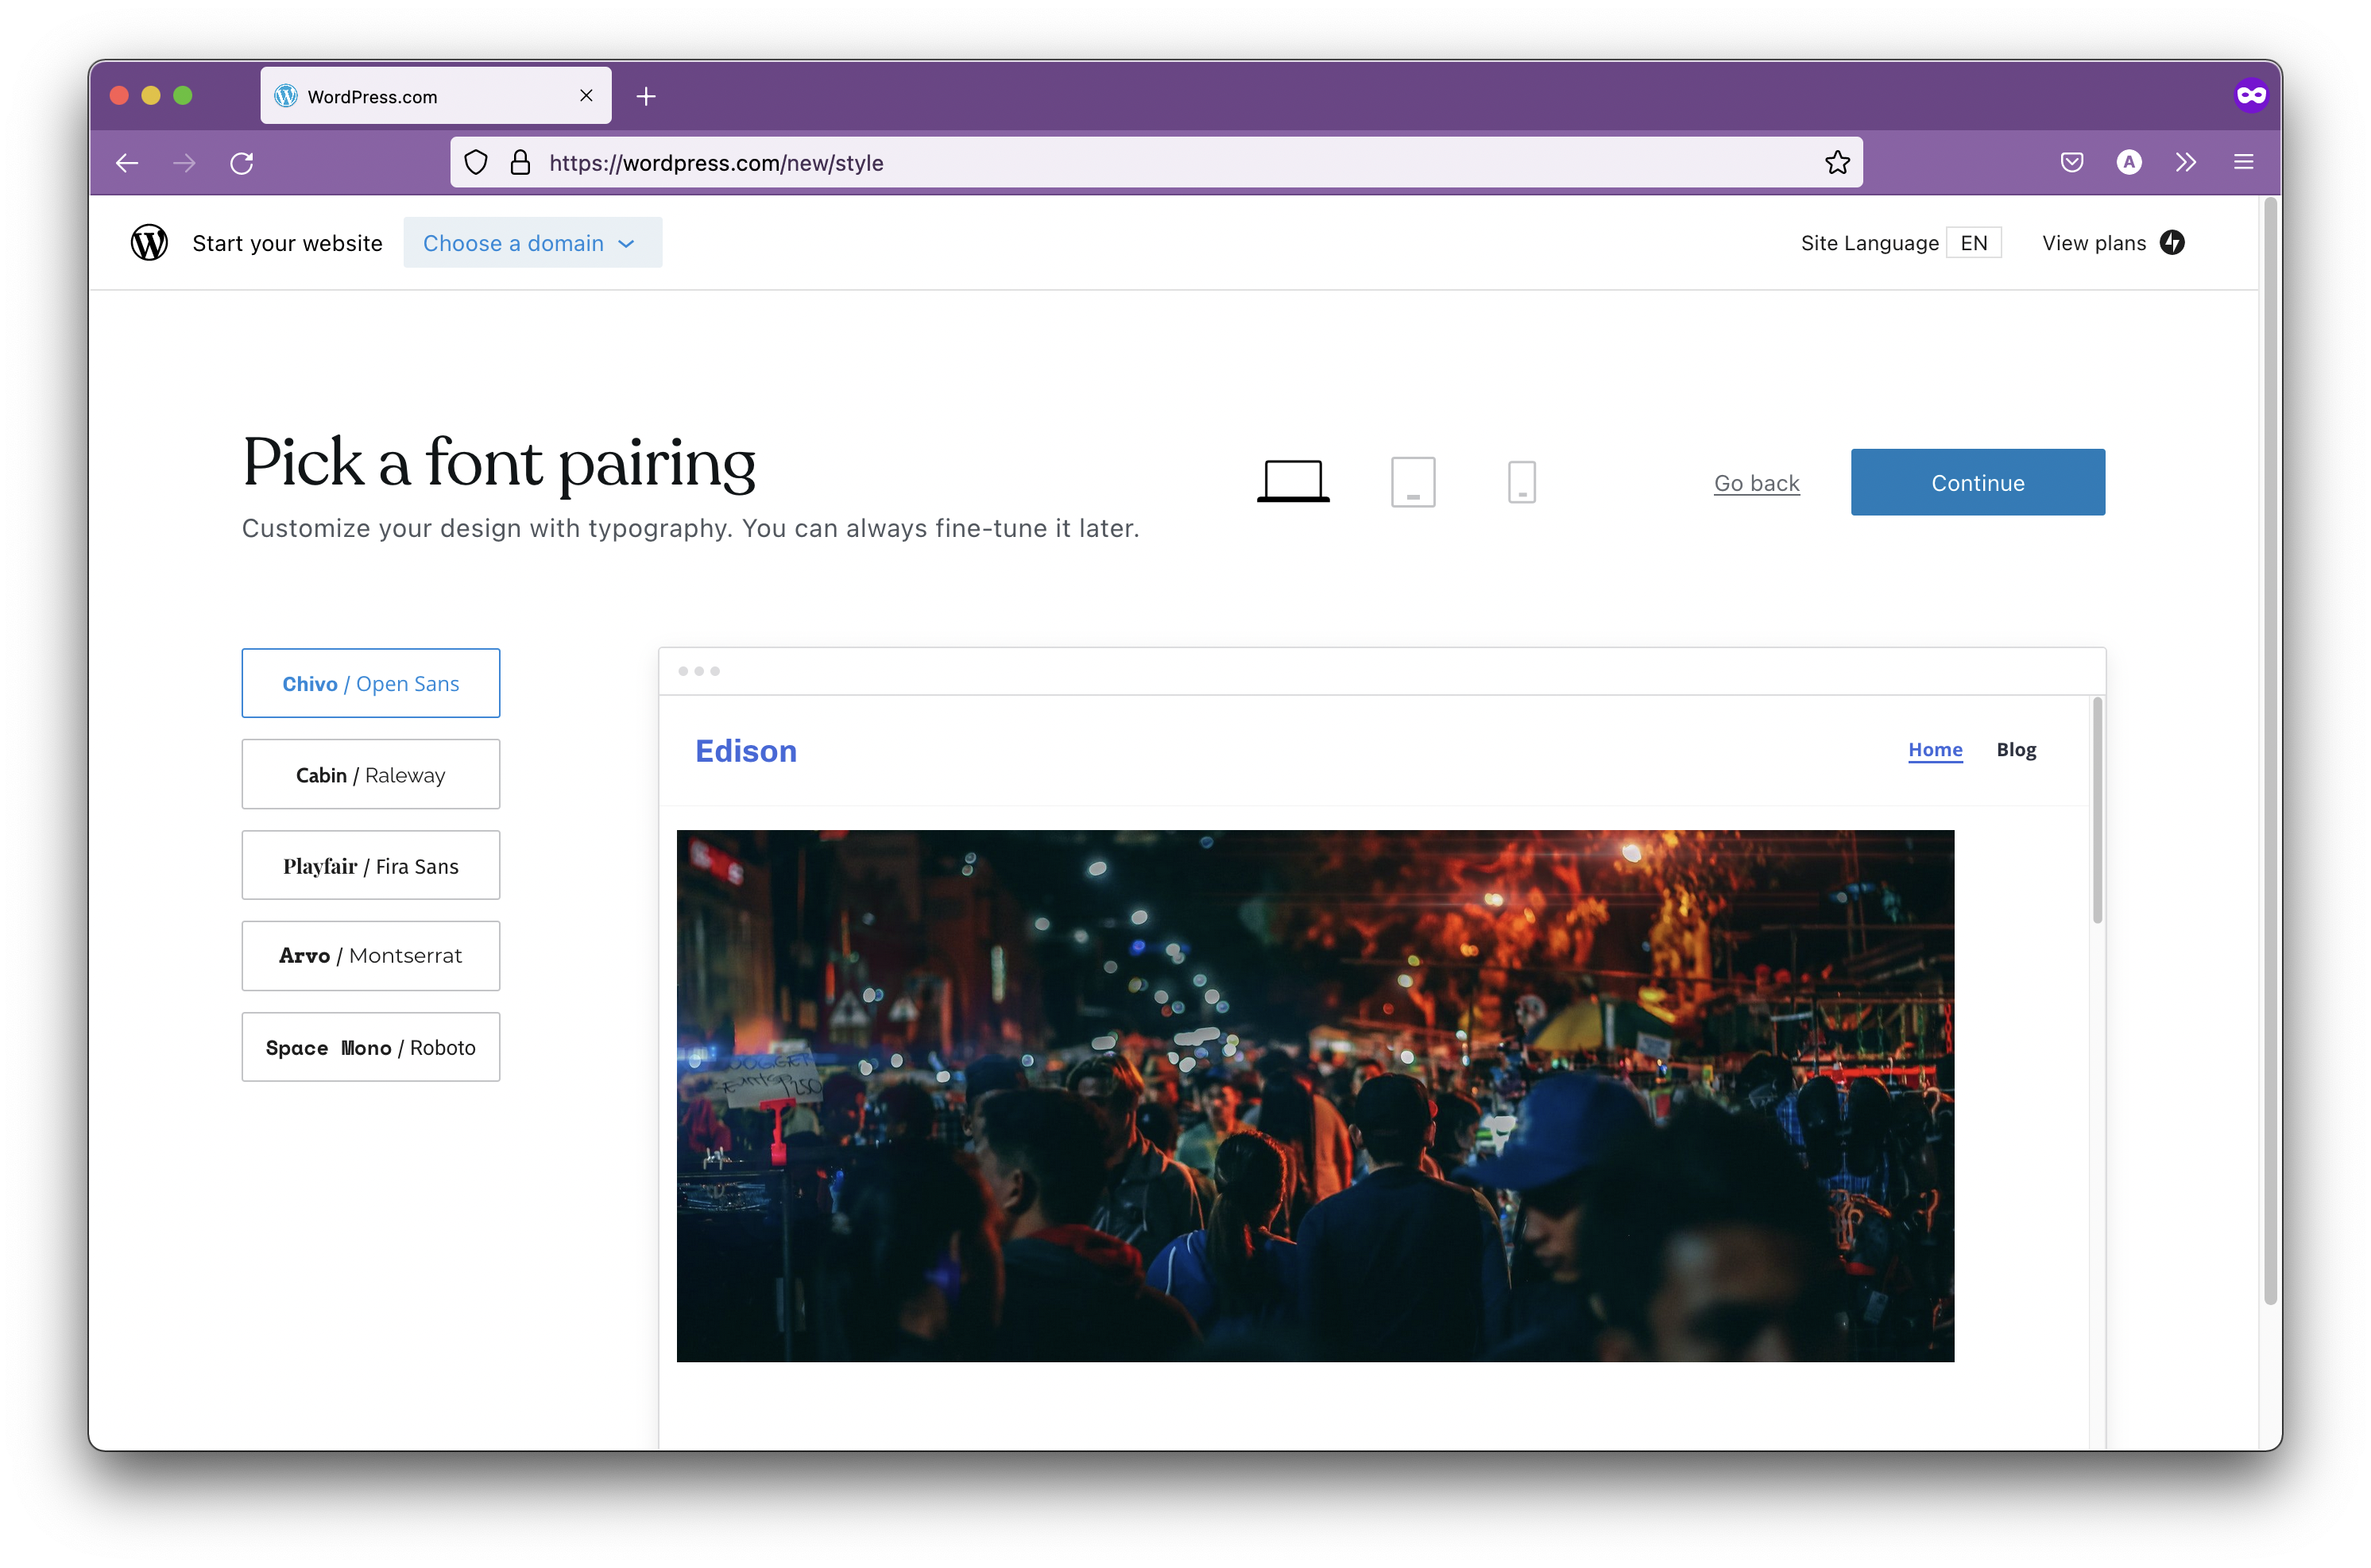 WordPress.com
https://wordpress.com/new/style
A
Start your website
Choose a domain
Site Language EN
View plans
Pick a font pairing
Customize your design with typography. You can always fine-tune it later.
Go back
Continue
Chivo / Open Sans
Cabin / Raleway
Playfair / Fira Sans
Arvo / Montserrat
Space Mono / Roboto
Edison
Home
Blog